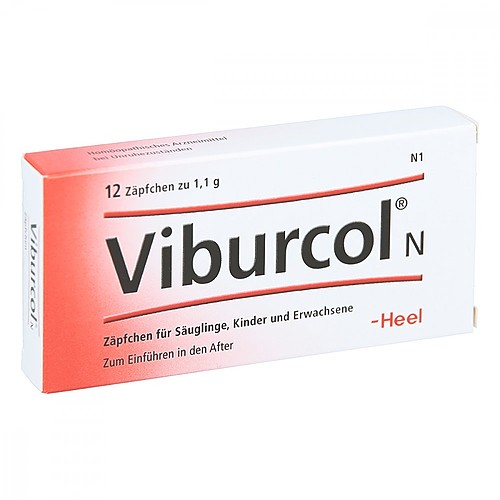 Homöopathisches Arzneimittel
bei Unruhezuständen
N1
12 Zäpfchen zu 1,1 g
Viburcol® N
Zäpfchen für Säuglinge, Kinder und Erwachsene
Zum Einführen in den After
-Heel
Viburcol N